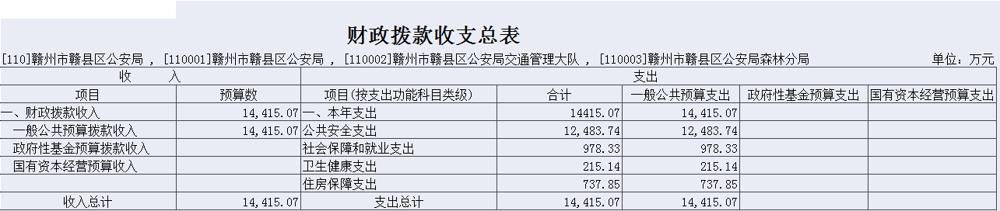 财政拨款收支总表
[110]赣州市赣县区公安局 , [110001]赣州市赣县区公安局 , [110002]赣州市赣县区公安局交通管理大队 , [110003]赣州市赣县区公安局森林分局 单位：万元
收 入 支出
项目 预算数 项目(按支出功能科目类级) 合计 一般公共预算支出 政府性基金预算支出 国有资本经营预算支出
一、财政拨款收入 14,415.07 一、本年支出 14415.07 14,415.07
一般公共预算拨款收入 14,415.07 公共安全支出 12,483.74 12,483.74
政府性基金预算拨款收入 社会保障和就业支出 978.33 978.33
国有资本经营预算收入 卫生健康支出 215.14 215.14
住房保障支出 737.85 737.85
收入总计 14,415.07 支出总计 14,415.07 14,415.07